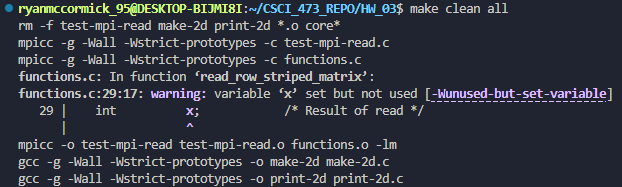 ryanmccormick_95@DESKTOP-BIJMI8I:~/CSCI_473_REPO/HW_03$ make clean all
rm -f test-mpi-read make-2d print-2d *.o core*
mpicc -g -Wall -Wstrict-prototypes -c test-mpi-read.c
mpicc -g -Wall -Wstrict-prototypes -c functions.c
functions.c: In function ‘read_row_striped_matrix’:
functions.c:29:17: warning: variable ‘x’ set but not used [-Wunused-but-set-variable]
   29 |    int          x;           /* Result of read */
      |                 ^
mpicc -o test-mpi-read test-mpi-read.o functions.o -lm
gcc -g -Wall -Wstrict-prototypes -o make-2d make-2d.c
gcc -g -Wall -Wstrict-prototypes -o print-2d print-2d.c